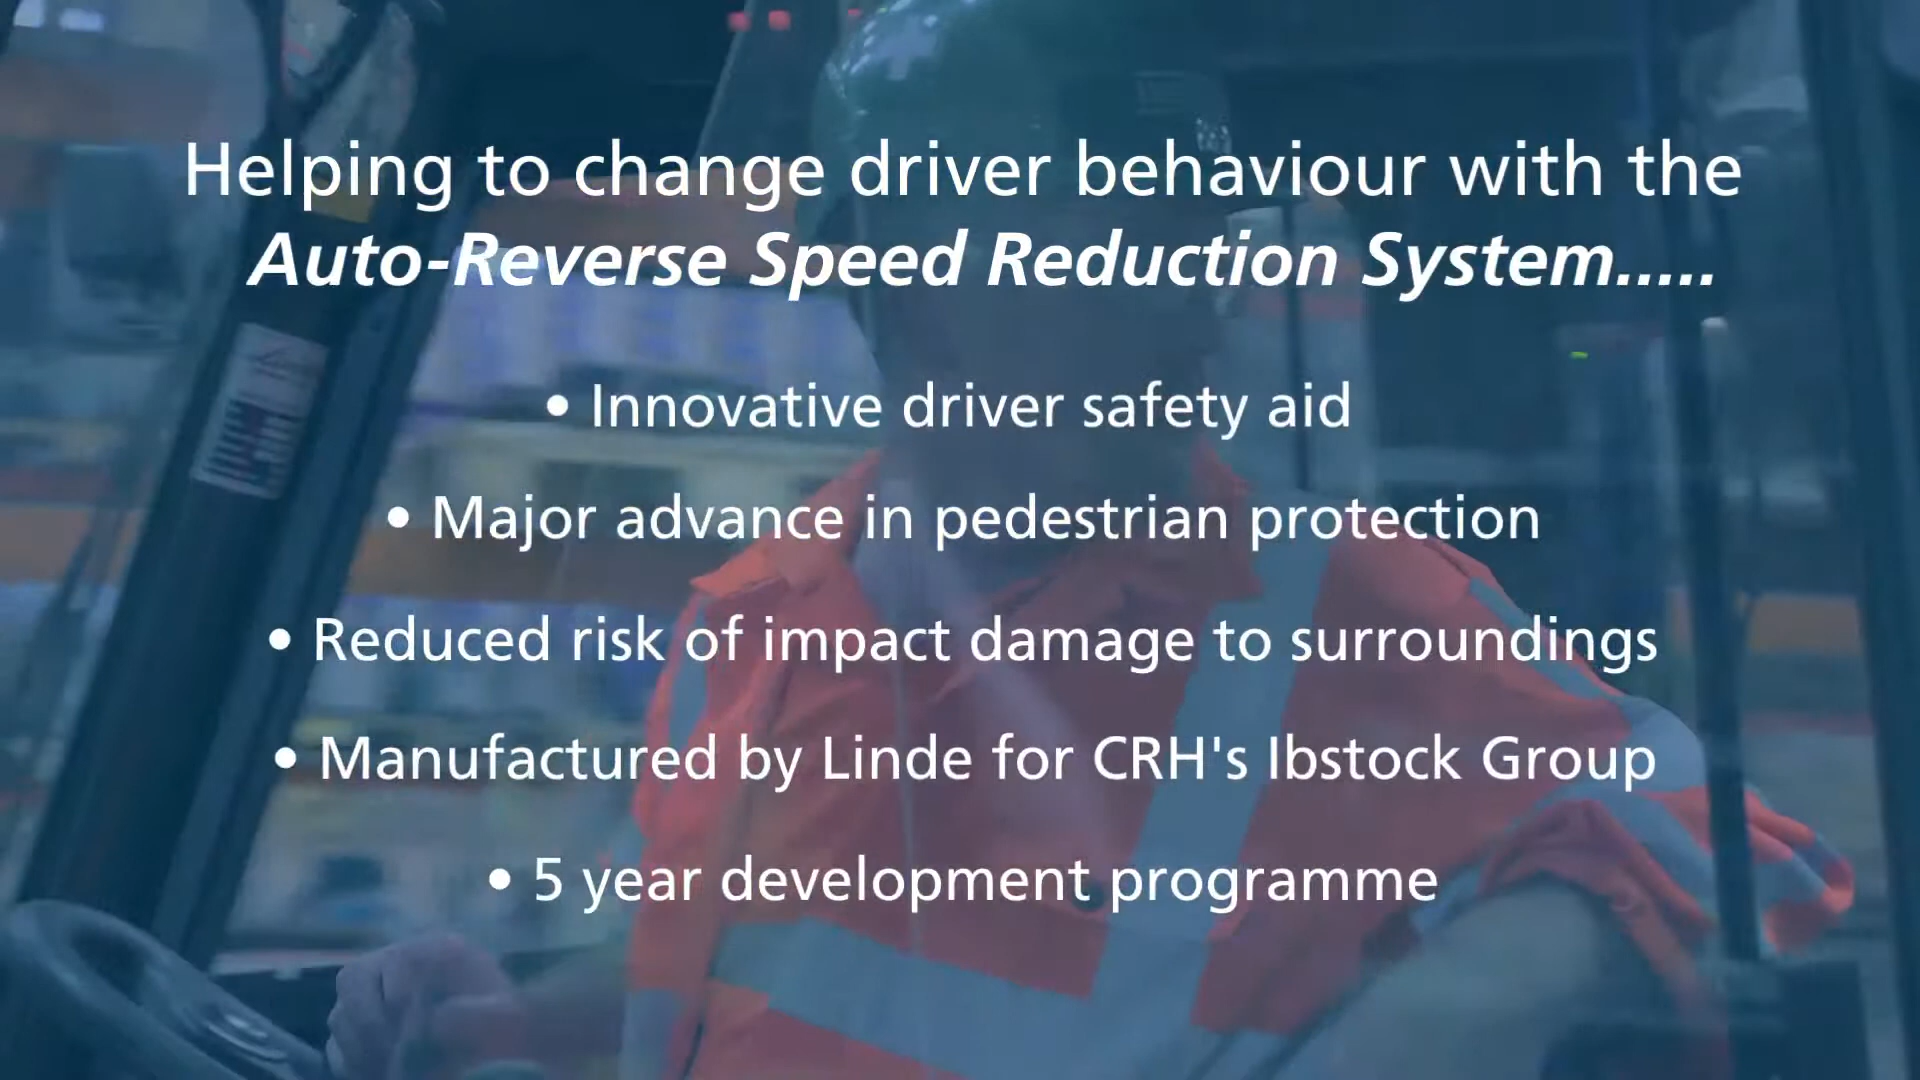 Helping to change driver behaviour with the
Auto-Reverse Speed Reduction System.....
• Innovative driver safety aid
• Major advance in pedestrian protection
• Reduced risk of impact damage to surroundings
• Manufactured by Linde for CRH's Ibstock Group
• 5 year development programme